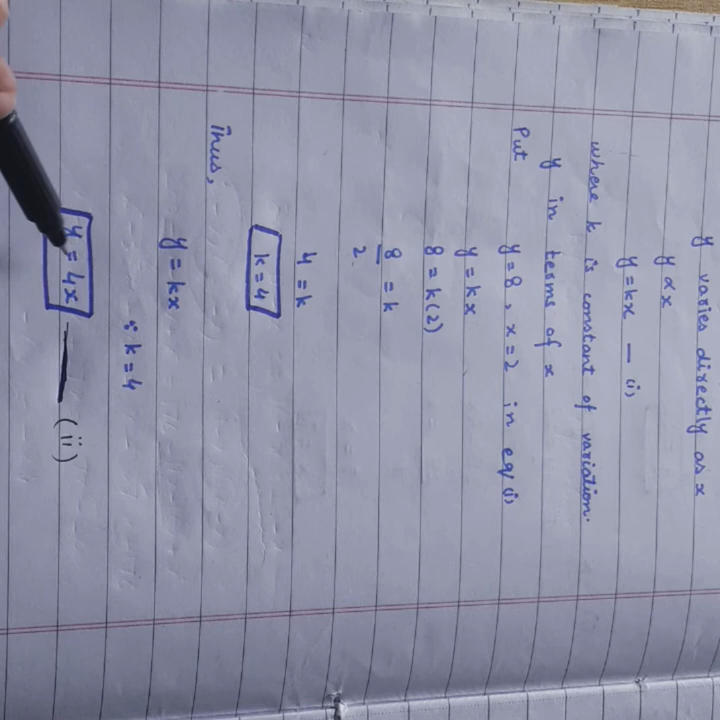 y varies directly as x
y ∝ x
y = kx — (i)
where k is constant of variation.
y in terms of x
Put y = 8, x = 2 in eq (i)
y = kx
8 = k(2)
8/2 = k
4 = k
k = 4
Thus,
y = kx
∵ k = 4
y = 4x — (ii)